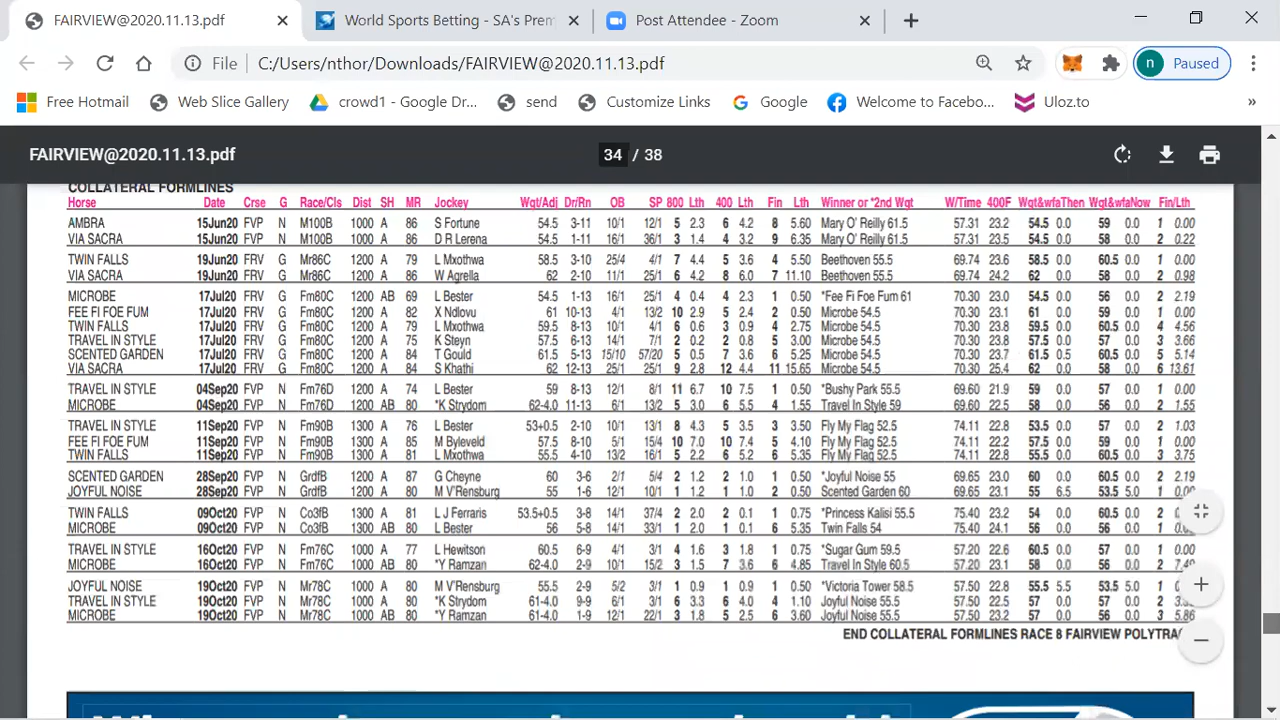 FAIRVIEW@2020.11.13.pdf
World Sports Betting - SA's Prem
Post Attendee - Zoom
File C:/Users/nthor/Downloads/FAIRVIEW@2020.11.13.pdf
n Paused
Free Hotmail Web Slice Gallery crowd1 - Google Dr... send Customize Links Google Welcome to Facebo... Uloz.to »
FAIRVIEW@2020.11.13.pdf 34 / 38
COLLATERAL FORMLINES
Horse Date Crse G Race/Cls Dist SH MR Jockey Wgt/Adj Dr/Rn OB SP 800 Lth 400 Lth Fin Lth Winner or *2nd Wgt W/Time 400F Wgt&wfaThen Wgt&wfaNow Fin/Lth
AMBRA 15Jun20 FVP N M100B 1000 A 86 S Fortune 54.5 3-11 10/1 12/1 5 2.3 6 4.2 8 5.60 Mary O' Reilly 61.5 57.31 23.2 54.5 0.0 59 0.0 1 0.00
VIA SACRA 15Jun20 FVP N M100B 1000 A 86 D R Lerena 54.5 1-11 16/1 36/1 3 1.4 4 3.2 9 6.35 Mary O' Reilly 61.5 57.31 23.5 54.5 0.0 58 0.0 2 0.22
TWIN FALLS 19Jun20 FRV G Mr86C 1200 A 79 L Mxothwa 58.5 3-10 25/4 4/1 7 4.4 5 3.6 4 5.50 Beethoven 55.5 69.74 23.6 58.5 0.0 60.5 0.0 1 0.00
VIA SACRA 19Jun20 FRV G Mr86C 1200 A 86 W Agrella 62 2-10 11/1 25/1 6 4.2 8 6.0 7 11.10 Beethoven 55.5 69.74 24.2 62 0.0 58 0.0 2 0.98
MICROBE 17Jul20 FRV G Fm80C 1200 AB 69 L Bester 54.5 1-13 16/1 25/1 4 0.4 4 2.3 1 0.50 *Fee Fi Foe Fum 61 70.30 23.0 54.5 0.0 56 0.0 2 2.19
FEE FI FOE FUM 17Jul20 FRV G Fm80C 1200 A 82 X Ndlovu 61 10-13 4/1 13/2 10 2.9 5 2.4 2 0.50 Microbe 54.5 70.30 23.1 61 0.0 59 0.0 1 0.00
TWIN FALLS 17Jul20 FRV G Fm80C 1200 A 79 L Mxothwa 59.5 8-13 10/1 4/1 6 0.6 3 0.9 4 2.75 Microbe 54.5 70.30 23.8 59.5 0.0 60.5 0.0 4 4.56
TRAVEL IN STYLE 17Jul20 FRV G Fm80C 1200 A 75 K Steyn 57.5 6-13 14/1 7/1 2 0.2 2 0.8 5 3.00 Microbe 54.5 70.30 23.8 57.5 0.0 57 0.0 3 3.66
SCENTED GARDEN 17Jul20 FRV G Fm80C 1200 A 84 T Gould 61.5 5-13 15/10 57/20 5 0.5 7 3.6 6 5.25 Microbe 54.5 70.30 23.7 61.5 0.5 60.5 0.0 5 5.14
VIA SACRA 17Jul20 FRV G Fm80C 1200 A 84 S Khathi 62 12-13 25/1 25/1 9 2.8 12 4.4 11 15.65 Microbe 54.5 70.30 25.4 62 0.0 58 0.0 6 13.61
TRAVEL IN STYLE 04Sep20 FVP N Fm76D 1200 A 74 L Bester 59 8-13 12/1 8/1 11 6.7 10 7.5 1 0.50 *Bushy Park 55.5 69.60 21.9 59 0.0 57 0.0 1 0.00
MICROBE 04Sep20 FVP N Fm76D 1200 AB 80 *K Strydom 62-4.0 11-13 6/1 13/2 5 3.0 6 5.5 4 1.55 Travel In Style 59 69.60 22.5 58 0.0 56 0.0 2 1.55
TRAVEL IN STYLE 11Sep20 FVP N Fm90B 1300 A 76 L Bester 53+0.5 2-10 10/1 13/1 8 4.3 5 3.5 3 3.50 Fly My Flag 52.5 74.11 22.8 53.5 0.0 57 0.0 2 1.03
FEE FI FOE FUM 11Sep20 FVP N Fm90B 1300 A 85 M Byleveld 57.5 8-10 5/1 15/4 10 7.0 10 7.4 5 4.10 Fly My Flag 52.5 74.11 22.2 57.5 0.0 59 0.0 1 0.00
TWIN FALLS 11Sep20 FVP N Fm90B 1300 A 81 L Mxothwa 55.5 4-10 13/2 16/1 5 2.2 6 5.2 6 5.35 Fly My Flag 52.5 74.11 22.8 55.5 0.0 60.5 0.0 3 3.75
SCENTED GARDEN 28Sep20 FVP N GrdfB 1200 A 87 G Cheyne 60 3-6 2/1 5/4 2 1.2 2 1.0 1 0.50 *Joyful Noise 55 69.65 23.0 60 0.0 60.5 0.0 2 2.19
JOYFUL NOISE 28Sep20 FVP N GrdfB 1200 A 80 M V'Rensburg 55 1-6 12/1 10/1 1 1.2 1 1.0 2 0.50 Scented Garden 60 69.65 23.1 55 6.5 53.5 5.0 1
TWIN FALLS 09Oct20 FVP N Co3fB 1300 A 81 L J Ferraris 53.5+0.5 3-8 14/1 37/4 2 2.0 2 0.1 1 0.75 *Princess Kalisi 55.5 75.40 23.2 54 0.0 60.5 0.0 2
MICROBE 09Oct20 FVP N Co3fB 1300 AB 80 L Bester 56 5-8 14/1 33/1 1 2.0 1 0.1 6 5.35 Twin Falls 54 75.40 24.1 56 0.0 56 0.0 1
TRAVEL IN STYLE 16Oct20 FVP N Fm76C 1000 A 77 L Hewitson 60.5 6-9 4/1 3/1 4 1.6 3 1.8 1 0.75 *Sugar Gum 59.5 57.20 22.6 60.5 0.0 57 0.0 1 0.00
MICROBE 16Oct20 FVP N Fm76C 1000 AB 80 *Y Ramzan 62-4.0 2-9 10/1 15/2 3 1.5 7 3.6 6 4.85 Travel In Style 60.5 57.20 22.9 58 0.0 56 0.0 2
JOYFUL NOISE 19Oct20 FVP N Mr78C 1000 A 80 M V'Rensburg 55.5 2-9 5/2 3/1 1 0.9 1 0.9 1 0.50 *Victoria Tower 58.5 57.50 22.8 55.5 5.5 53.5 5.0 1
TRAVEL IN STYLE 19Oct20 FVP N Mr78C 1000 A 80 *K Strydom 61-4.0 9-9 6/1 3/1 6 3.3 6 4.0 4 1.10 Joyful Noise 55.5 57.50 22.5 57 0.0 57 0.0 2
MICROBE 19Oct20 FVP N Mr78C 1000 AB 80 *Y Ramzan 61-4.0 1-9 12/1 22/1 3 1.8 5 2.5 6 3.60 Joyful Noise 55.5 57.50 23.2 57 0.0 56 0.0 3 5.86
END COLLATERAL FORMLINES RACE 8 FAIRVIEW POLYTRA